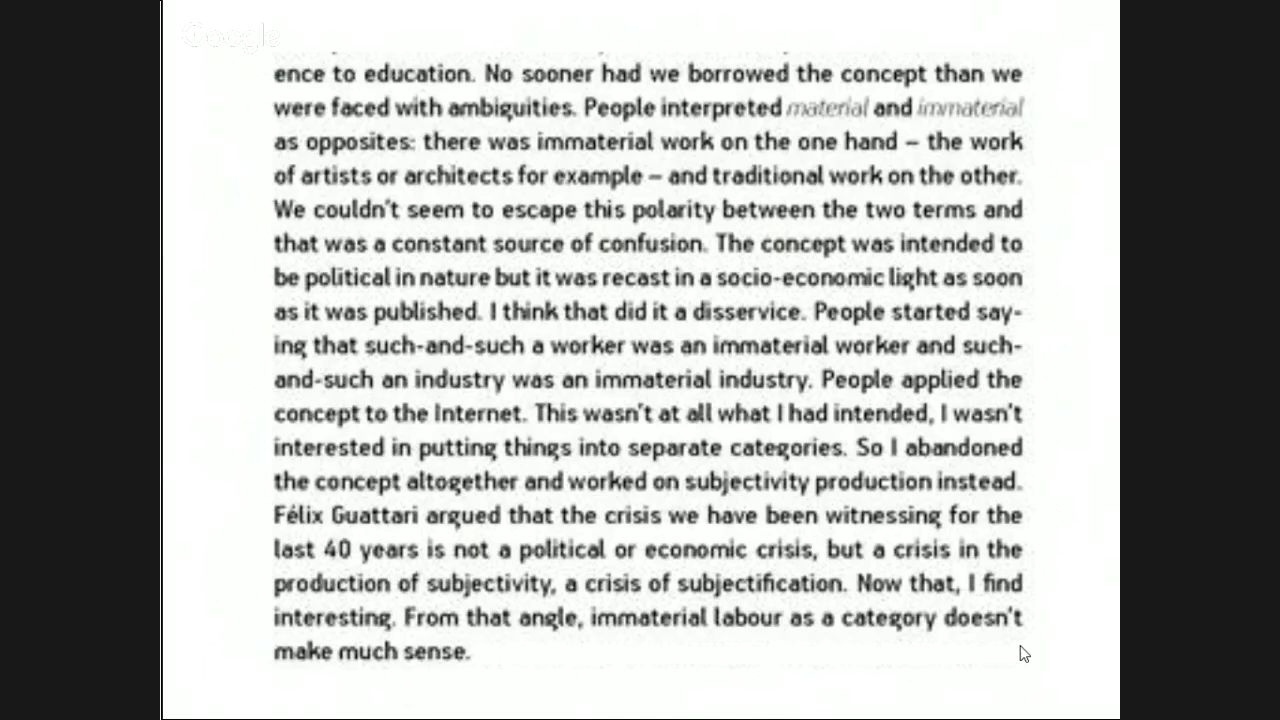 Google
ence to education. No sooner had we borrowed the concept than we
were faced with ambiguities. People interpreted material and immaterial
as opposites: there was immaterial work on the one hand – the work
of artists or architects for example – and traditional work on the other.
We couldn't seem to escape this polarity between the two terms and
that was a constant source of confusion. The concept was intended to
be political in nature but it was recast in a socio-economic light as soon
as it was published. I think that did it a disservice. People started say-
ing that such-and-such a worker was an immaterial worker and such-
and-such an industry was an immaterial industry. People applied the
concept to the Internet. This wasn't at all what I had intended, I wasn't
interested in putting things into separate categories. So I abandoned
the concept altogether and worked on subjectivity production instead.
Félix Guattari argued that the crisis we have been witnessing for the
last 40 years is not a political or economic crisis, but a crisis in the
production of subjectivity, a crisis of subjectification. Now that, I find
interesting. From that angle, immaterial labour as a category doesn't
make much sense.